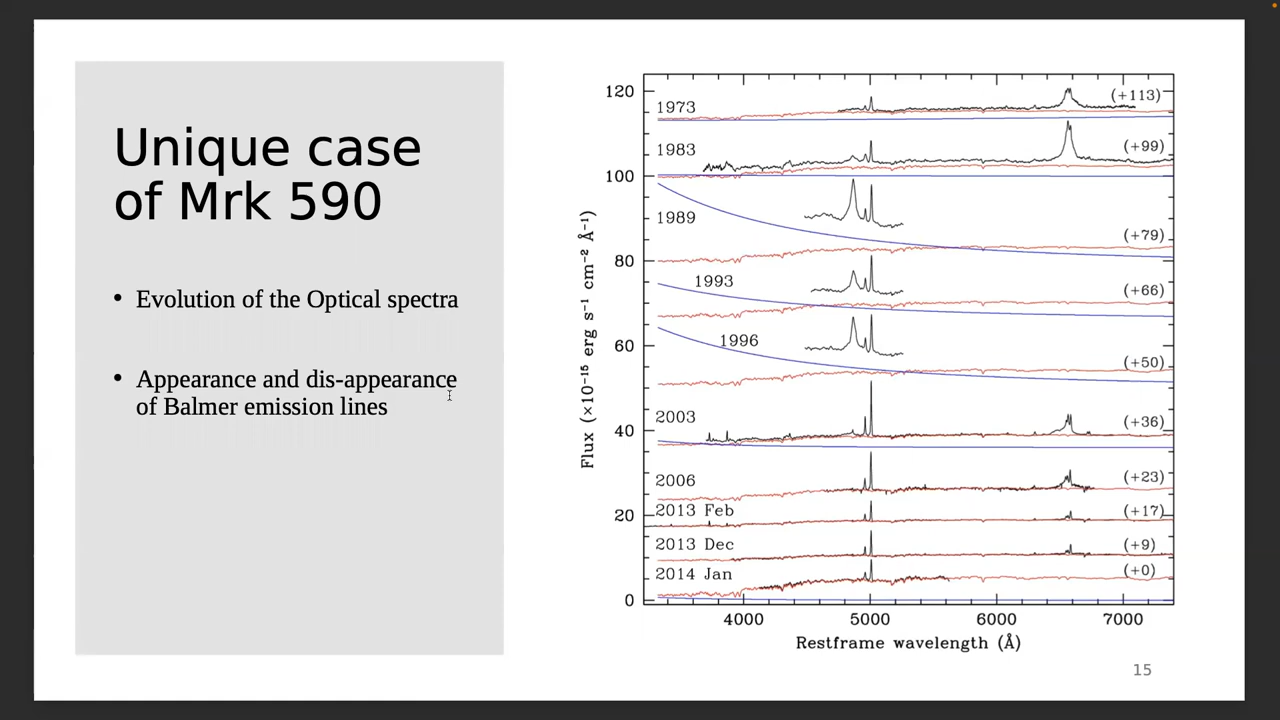 Unique case
of Mrk 590
• Evolution of the Optical spectra
• Appearance and dis-appearance
of Balmer emission lines
Flux (×10⁻¹⁵ erg s⁻¹ cm⁻² Å⁻¹)
120
100
80
60
40
20
0
1973 (+113)
1983 (+99)
1989 (+79)
1993 (+66)
1996 (+50)
2003 (+36)
2006 (+23)
2013 Feb (+17)
2013 Dec (+9)
2014 Jan (+0)
4000 5000 6000 7000
Restframe wavelength (Å)
15